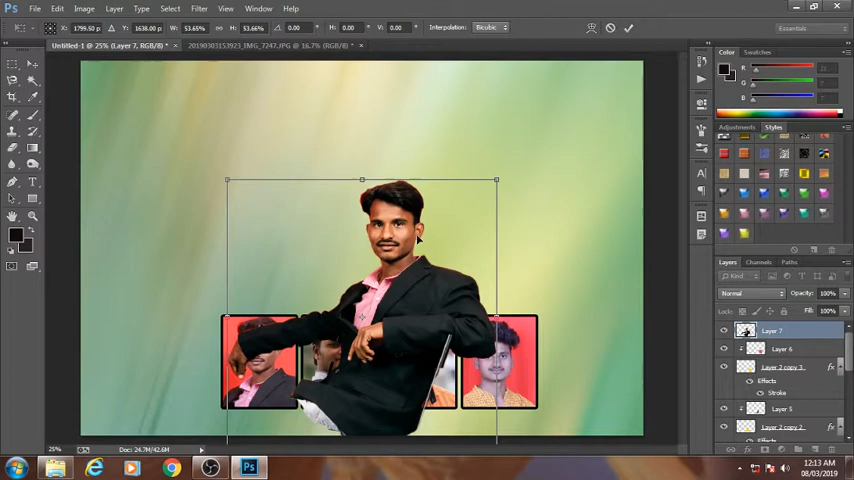 Ps File Edit Image Layer Type Select Filter View Window Help
X: 1799.50 p Y: 1638.00 p W: 53.65% H: 53.66% 0.00 ° H: 0.00 ° V: 0.00 ° Interpolation: Bicubic Essentials
Untitled-1 @ 25% (Layer 7, RGB/8) * × 20190303153923_IMG_7247.JPG @ 16.7% (RGB/8) * ×
Color Swatches
R
G
B
Adjustments Styles
Layers Channels Paths
Kind
Normal Opacity: 100%
Lock: Fill: 100%
Layer 7
Layer 6
Layer 2 copy 3 fx
Effects
Stroke
Layer 5
Layer 2 copy 2 fx
Effects
25% Doc: 24.7M/42.6M
Ps
12:13 AM
08/03/2019